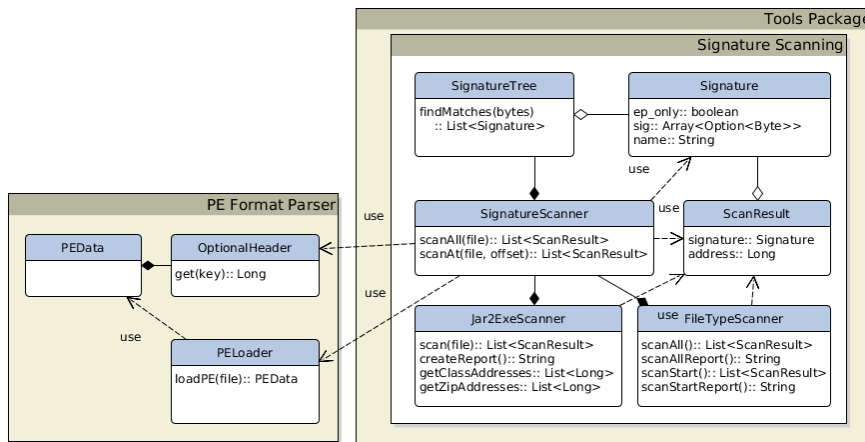 Tools Package
Signature Scanning
SignatureTree
findMatches(bytes)
:: List<Signature>
Signature
ep_only:: boolean
sig:: Array<Option<Byte>>
name:: String
use
PE Format Parser
use
SignatureScanner
scanAll(file):: List<ScanResult>
scanAt(file, offset):: List<ScanResult>
use
ScanResult
signature:: Signature
address:: Long
PEData
OptionalHeader
get(key):: Long
use
use
PELoader
loadPE(file):: PEData
Jar2ExeScanner
scan(file):: List<ScanResult>
createReport():: String
getClassAddresses:: List<Long>
getZipAddresses:: List<Long>
use
FileTypeScanner
scanAll():: List<ScanResult>
scanAllReport():: String
scanStart():: List<ScanResult>
scanStartReport():: String